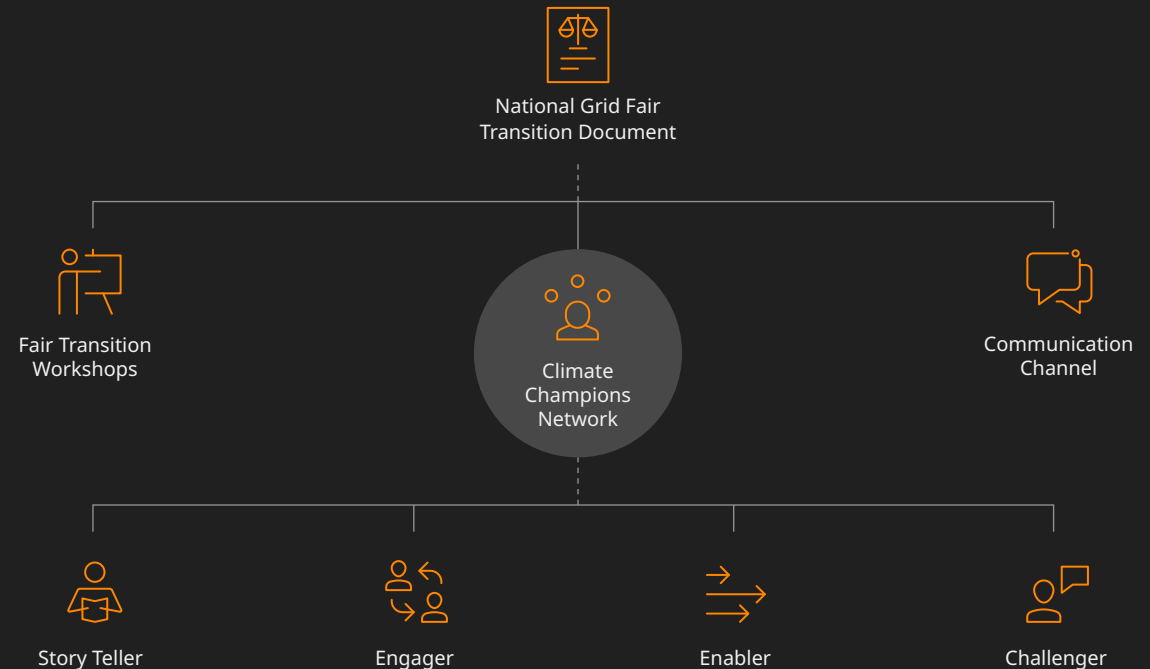 National Grid Fair
Transition Document
Fair Transition
Workshops
Climate
Champions
Network
Communication
Channel
Story Teller
Engager
Enabler
Challenger